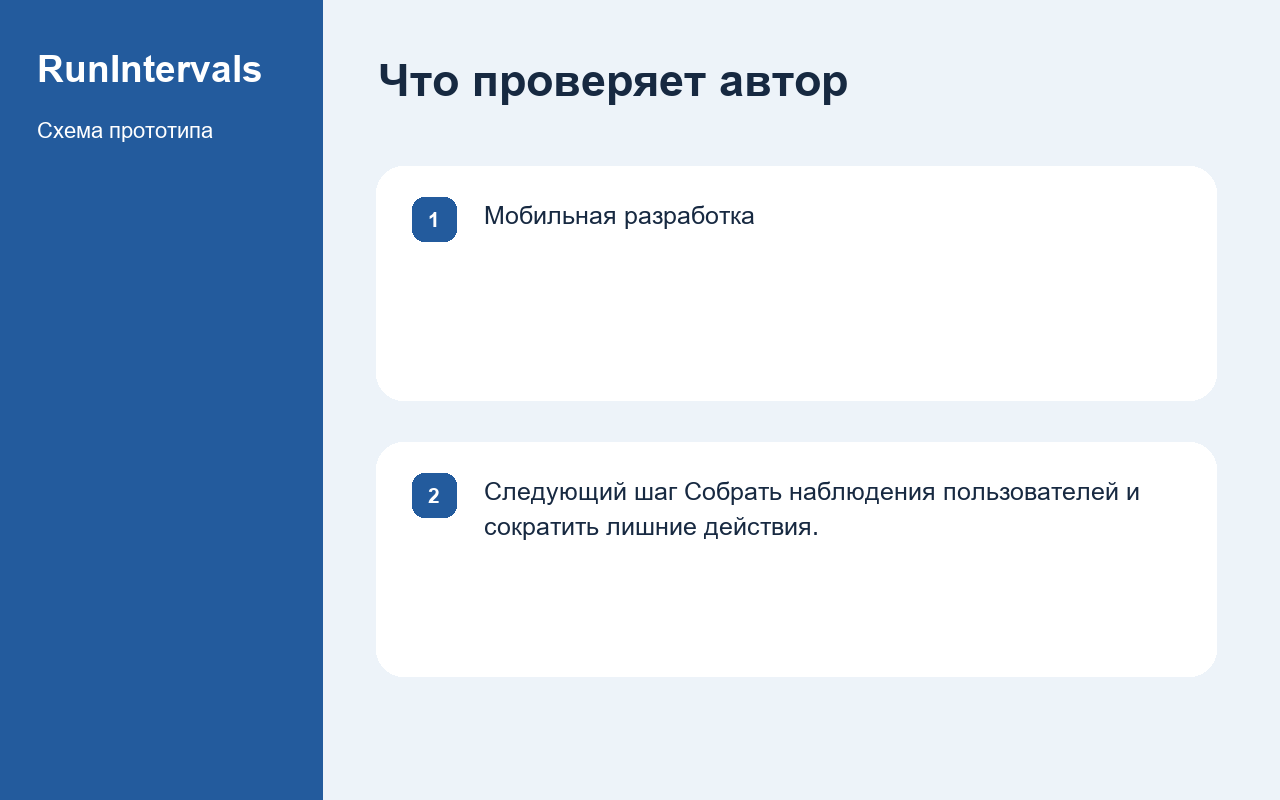 RunIntervals
Схема прототипа
Что проверяет автор
1
Мобильная разработка
2
Следующий шаг Собрать наблюдения пользователей и
сократить лишние действия.